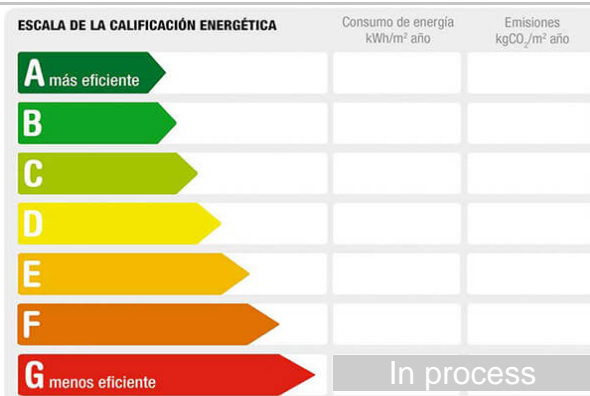 ESCALA DE LA CALIFICACIÓN ENERGÉTICA
Consumo de energía
kWh/m² año
Emisiones
kgCO₂/m² año
A más eficiente
B
C
D
E
F
G menos eficiente
In process